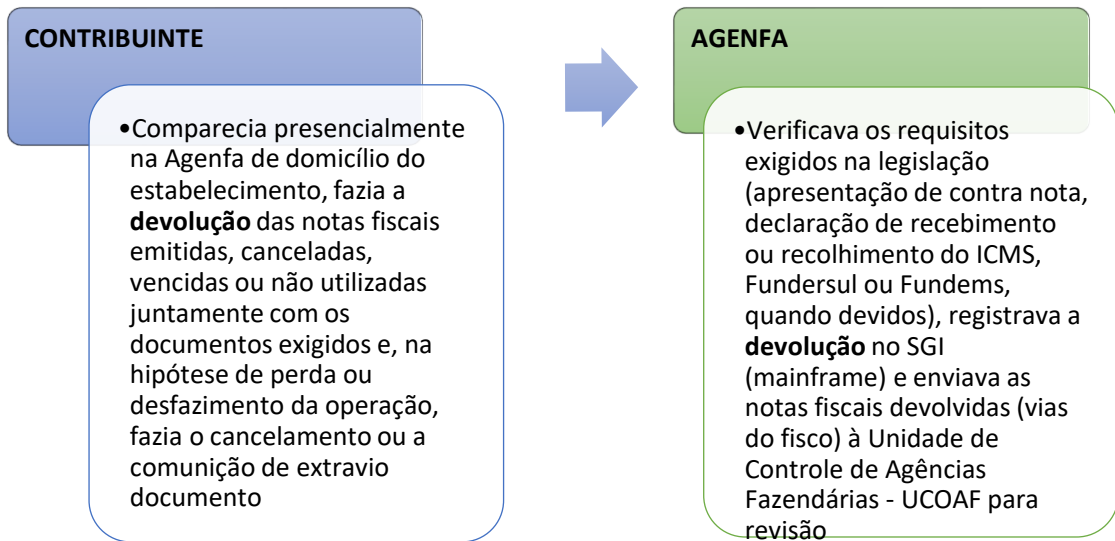 CONTRIBUINTE
•Comparecia presencialmente
na Agenfa de domicílio do
estabelecimento, fazia a
devolução das notas fiscais
emitidas, canceladas,
vencidas ou não utilizadas
juntamente com os
documentos exigidos e, na
hipótese de perda ou
desfazimento da operação,
fazia o cancelamento ou a
comunição de extravio
documento
AGENFA
•Verificava os requisitos
exigidos na legislação
(apresentação de contra nota,
declaração de recebimento
ou recolhimento do ICMS,
Fundersul ou Fundems,
quando devidos), registrava a
devolução no SGI
(mainframe) e enviava as
notas fiscais devolvidas (vias
do fisco) à Unidade de
Controle de Agências
Fazendárias - UCOAF para
revisão